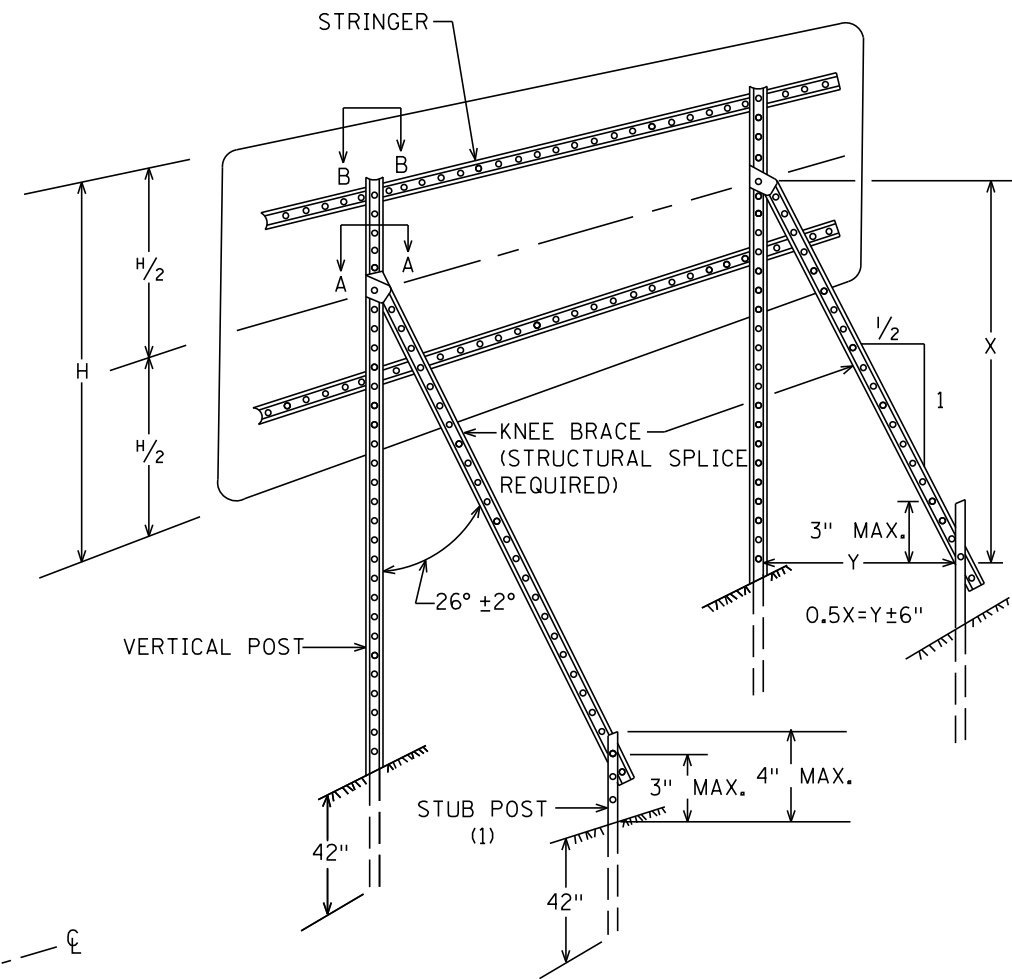 STRINGER
B
B
A
A
H/2
H
H/2
X
1/2
1
KNEE BRACE
(STRUCTURAL SPLICE
REQUIRED)
3" MAX.
Y
26° ±2°
0.5X=Y±6"
VERTICAL POST
3" MAX.
4" MAX.
STUB POST
(1)
42"
42"
℄